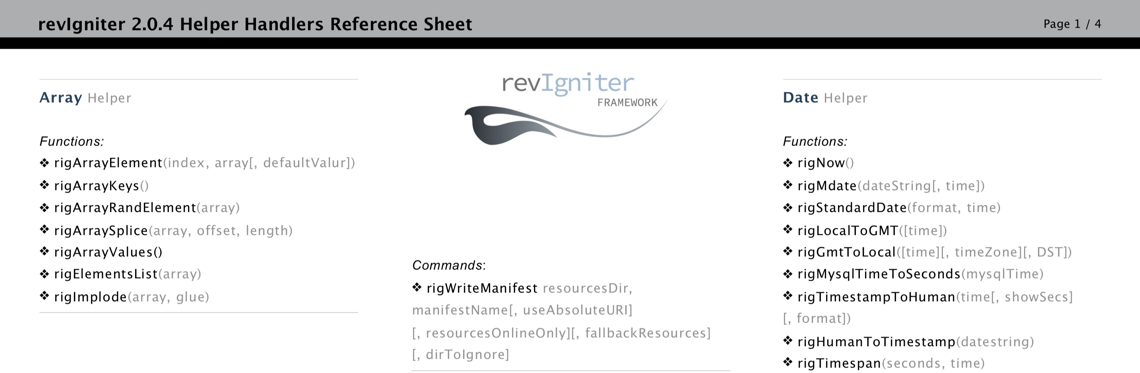 revIgniter 2.0.4 Helper Handlers Reference Sheet
Page 1 / 4
Array Helper
Functions:
❖ rigArrayElement(index, array[, defaultValur])
❖ rigArrayKeys()
❖ rigArrayRandElement(array)
❖ rigArraySplice(array, offset, length)
❖ rigArrayValues()
❖ rigElementsList(array)
❖ rigImplode(array, glue)
revIgniter
FRAMEWORK
Commands:
❖ rigWriteManifest resourcesDir,
manifestName[, useAbsoluteURI]
[, resourcesOnlineOnly][, fallbackResources]
[, dirToIgnore]
Date Helper
Functions:
❖ rigNow()
❖ rigMdate(dateString[, time])
❖ rigStandardDate(format, time)
❖ rigLocalToGMT([time])
❖ rigGmtToLocal([time][, timeZone][, DST])
❖ rigMysqlTimeToSeconds(mysqlTime)
❖ rigTimestampToHuman(time[, showSecs]
[, format])
❖ rigHumanToTimestamp(datestring)
❖ rigTimespan(seconds, time)